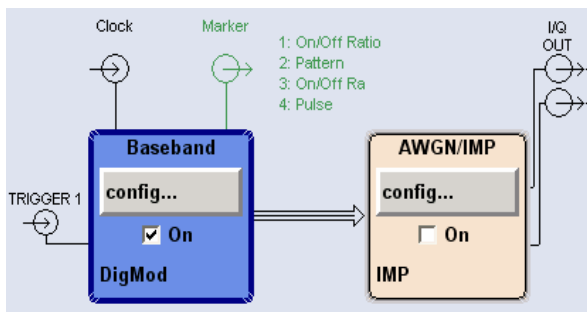 Clock
Marker
I/Q
OUT
1: On/Off Ratio
2: Pattern
3: On/Off Ra
4: Pulse
Baseband
AWGN/IMP
config...
config...
TRIGGER 1
On
On
DigMod
IMP